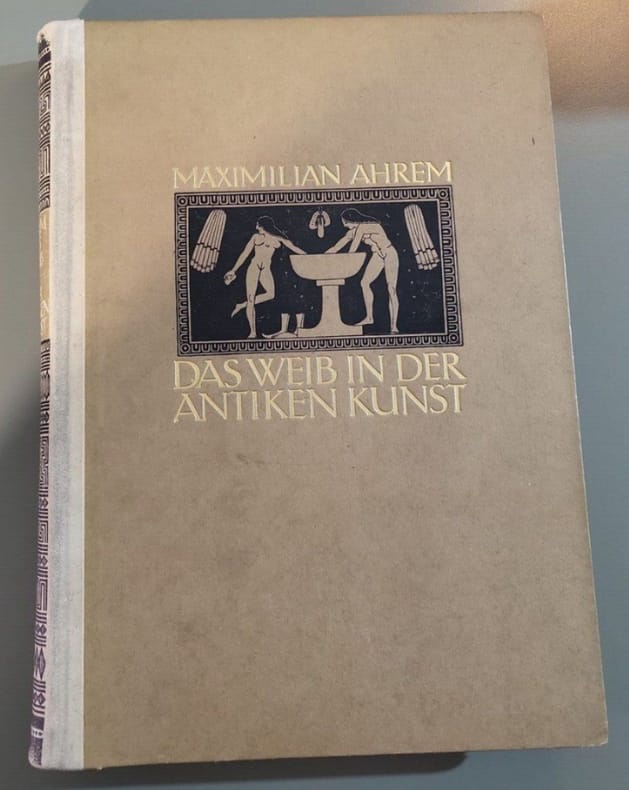 MAXIMILIAN AHREM
DAS WEIB IN DER
ANTIKEN KUNST